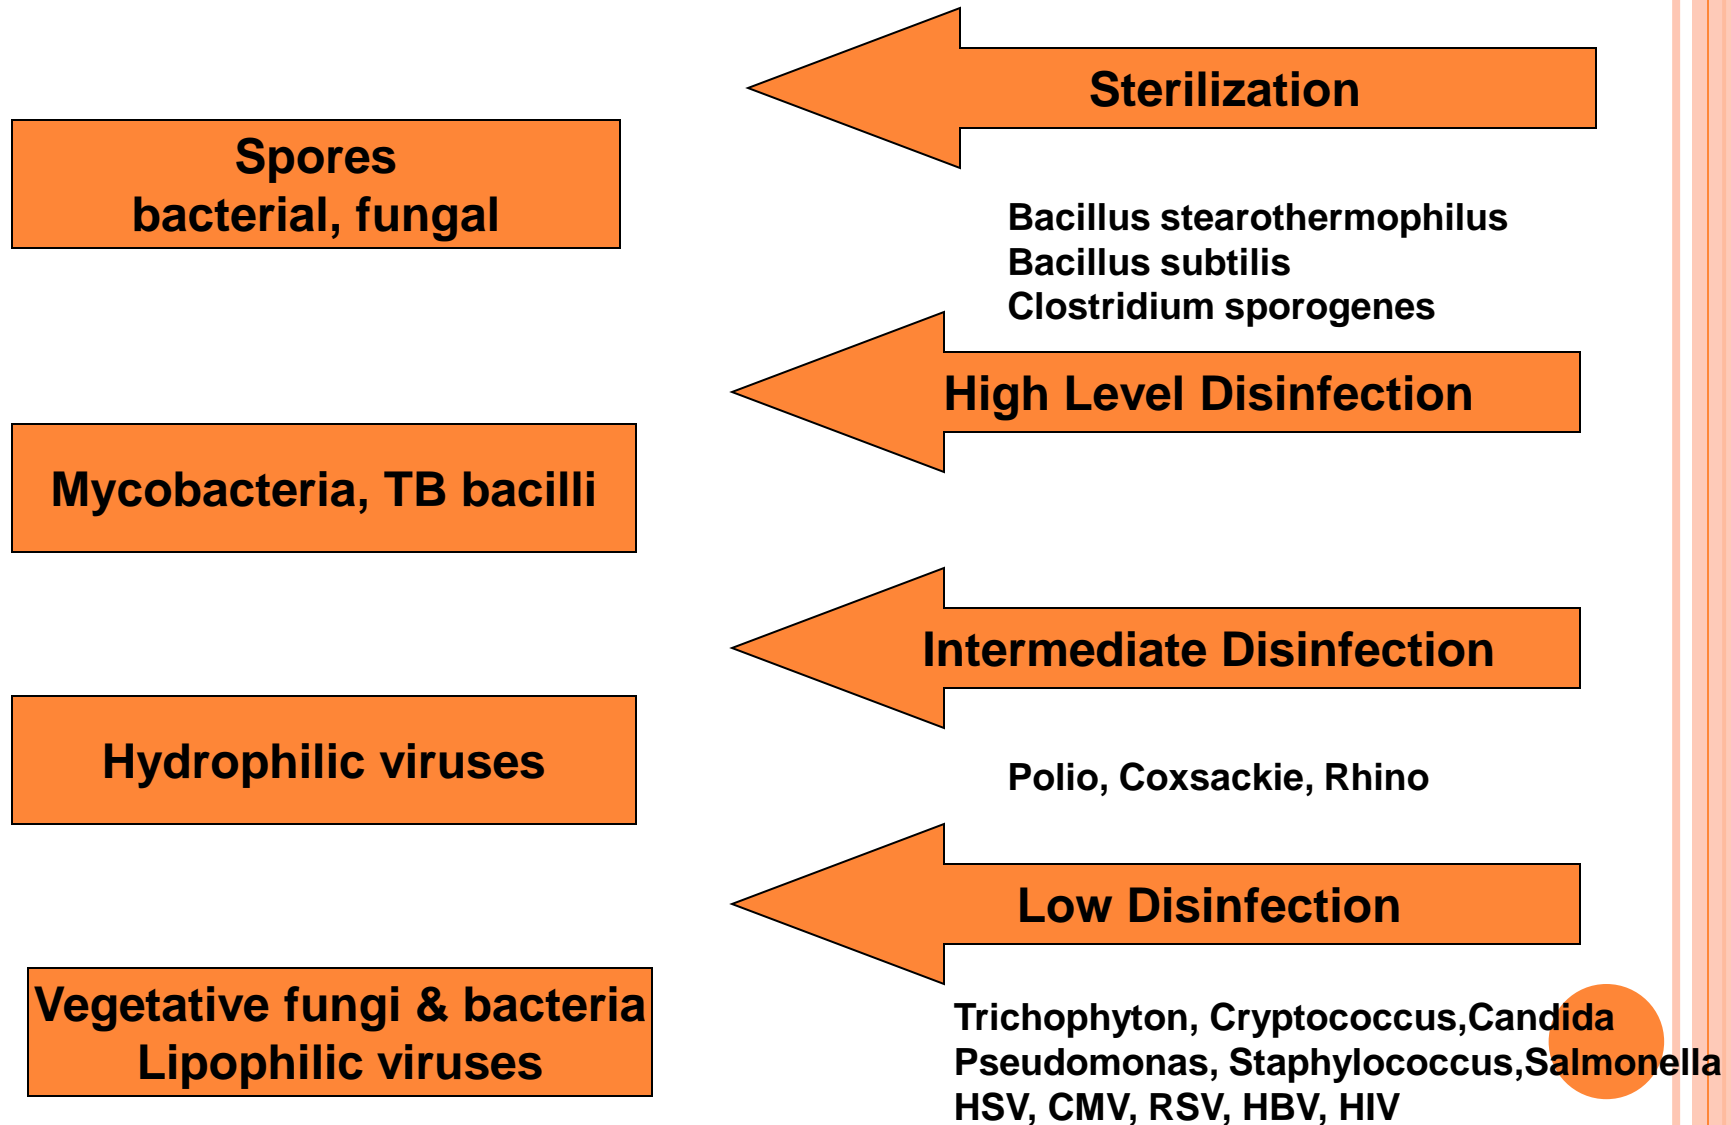 Sterilization
Spores
bacterial, fungal
Bacillus stearothermophilus
Bacillus subtilis
Clostridium sporogenes
High Level Disinfection
Mycobacteria, TB bacilli
Intermediate Disinfection
Hydrophilic viruses
Polio, Coxsackie, Rhino
Low Disinfection
Vegetative fungi & bacteria
Lipophilic viruses
Trichophyton, Cryptococcus,Candida
Pseudomonas, Staphylococcus,Salmonella
HSV, CMV, RSV, HBV, HIV